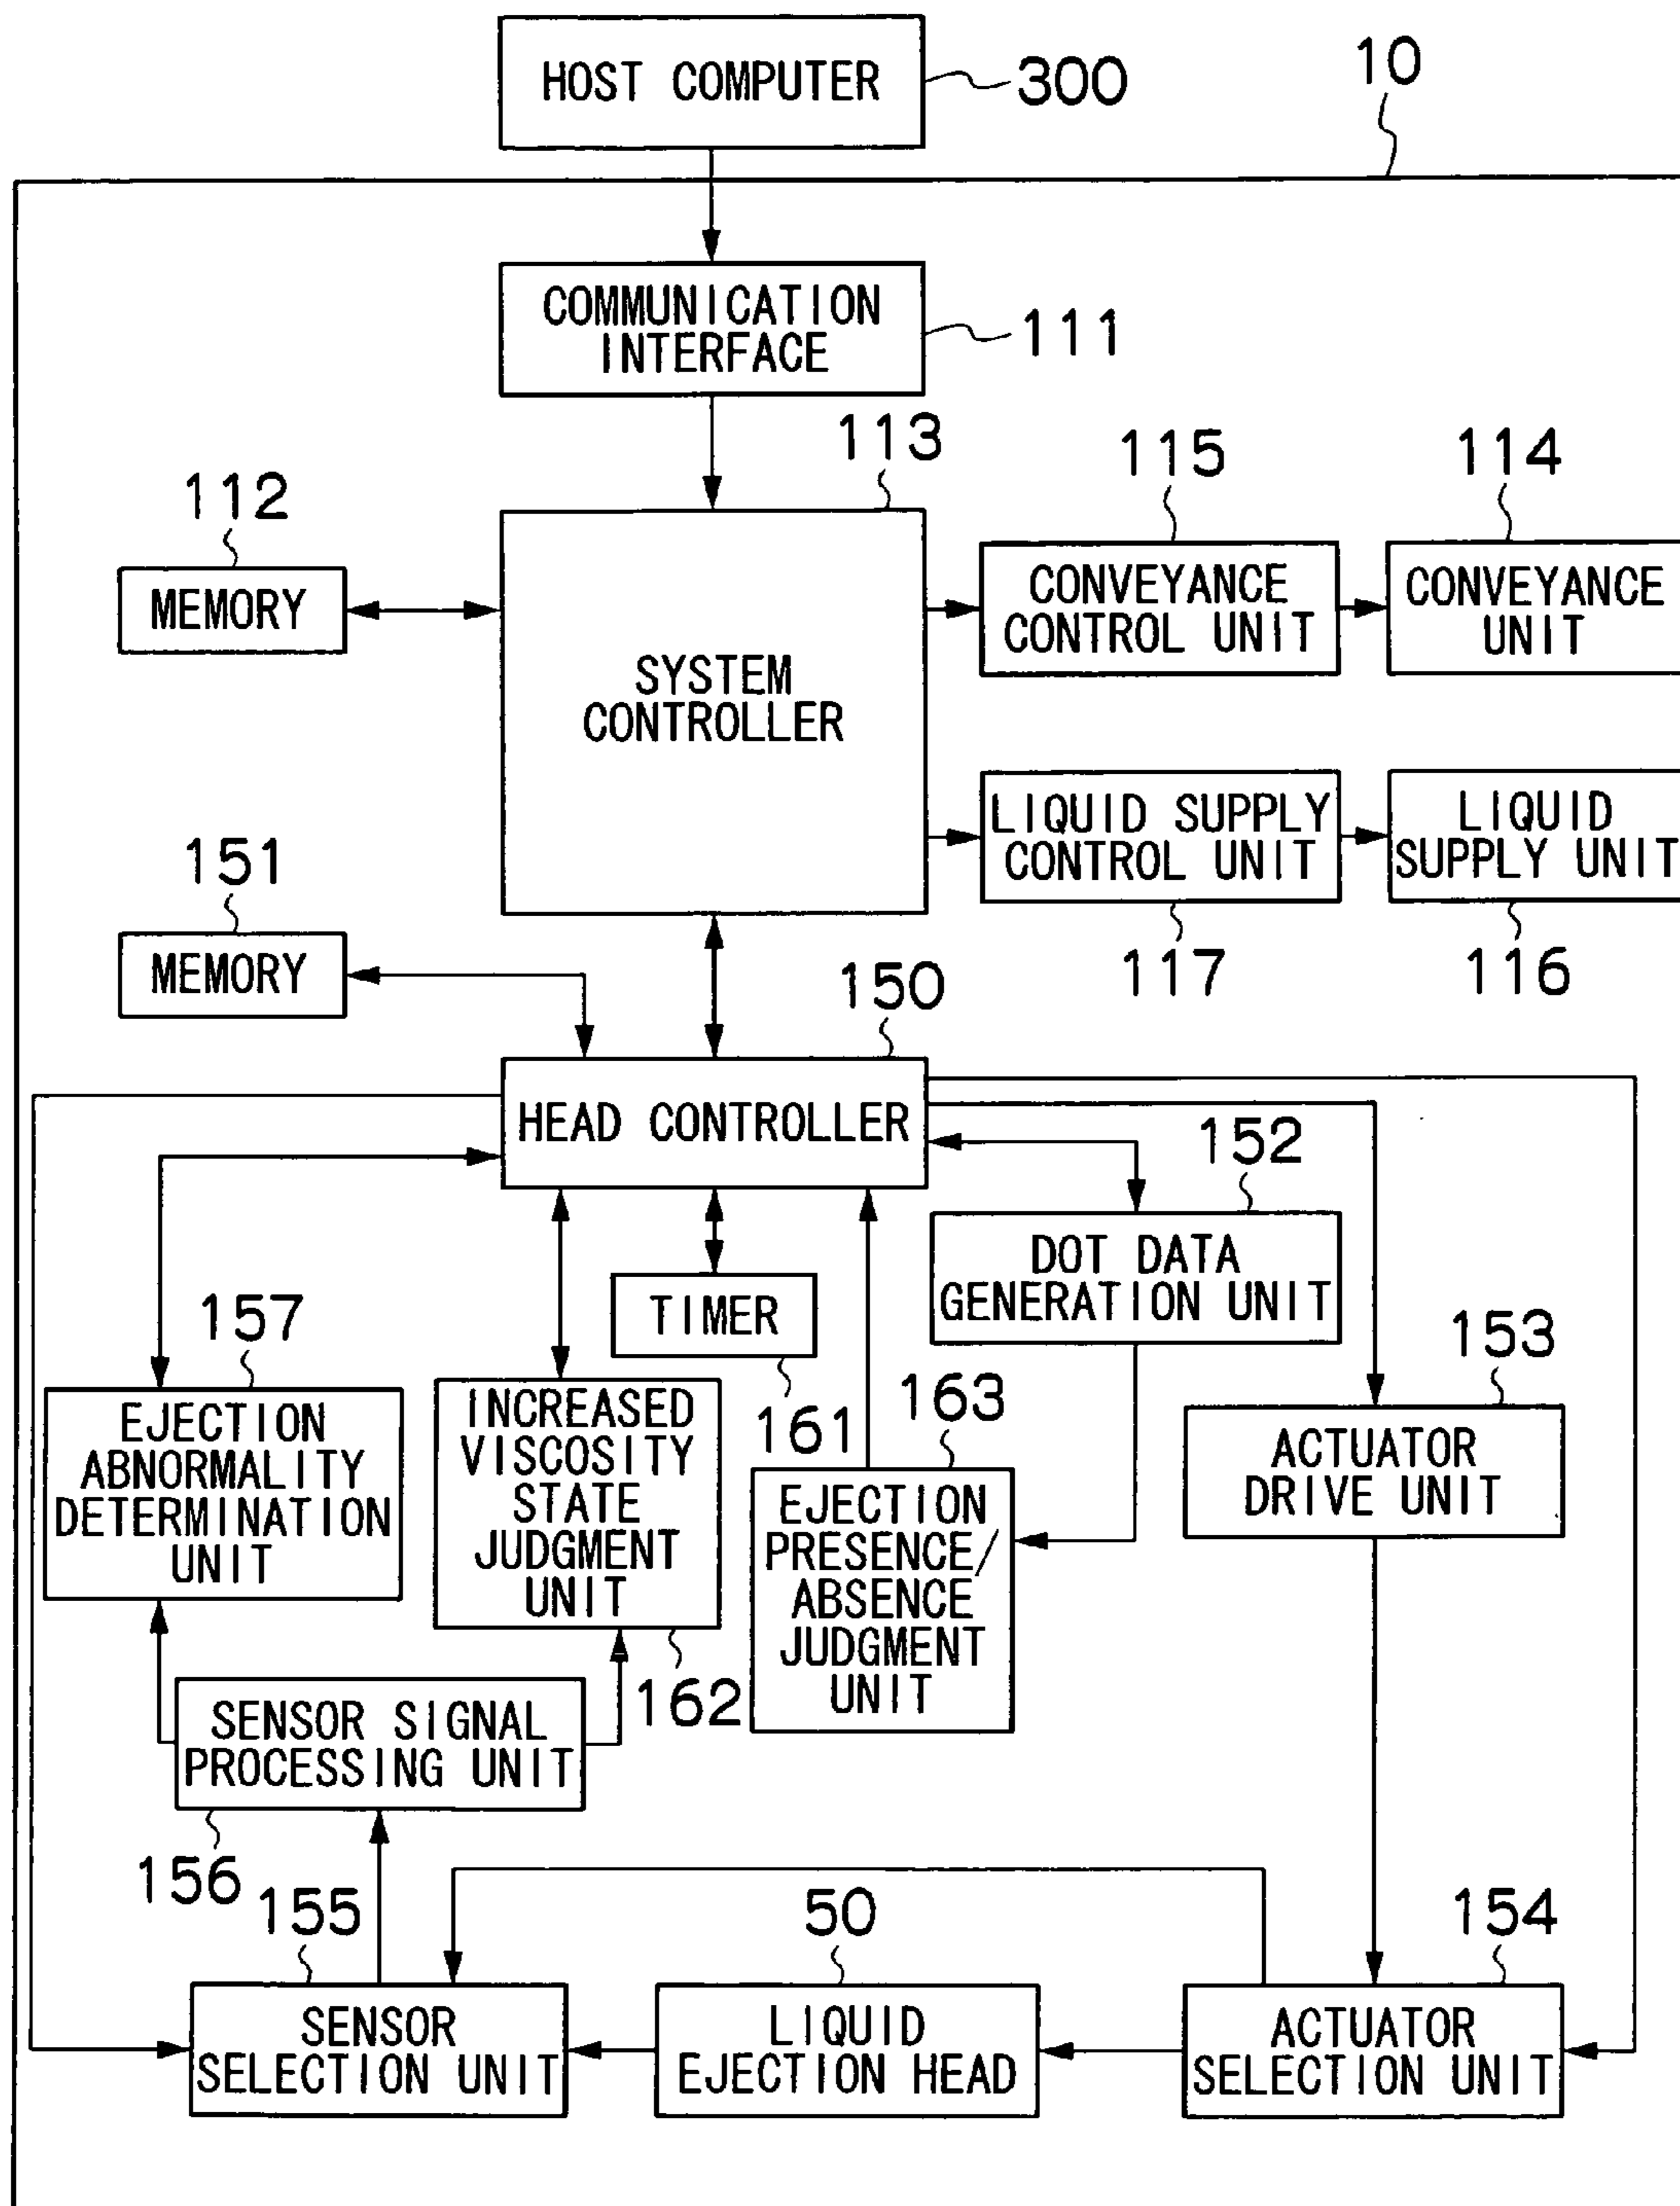 HOST COMPUTER
300
10
COMMUNICATION
INTERFACE
111
113
115
114
112
MEMORY
SYSTEM
CONTROLLER
CONVEYANCE
CONTROL UNIT
CONVEYANCE
UNIT
LIQUID SUPPLY
CONTROL UNIT
LIQUID
SUPPLY UNIT
151
MEMORY
117
116
150
HEAD CONTROLLER
152
DOT DATA
GENERATION UNIT
TIMER
161
157
EJECTION
ABNORMALITY
DETERMINATION
UNIT
INCREASED
VISCOSITY
STATE
JUDGMENT
UNIT
162
163
EJECTION
PRESENCE/
ABSENCE
JUDGMENT
UNIT
153
ACTUATOR
DRIVE UNIT
SENSOR SIGNAL
PROCESSING UNIT
156
155
50
154
SENSOR
SELECTION UNIT
LIQUID
EJECTION HEAD
ACTUATOR
SELECTION UNIT